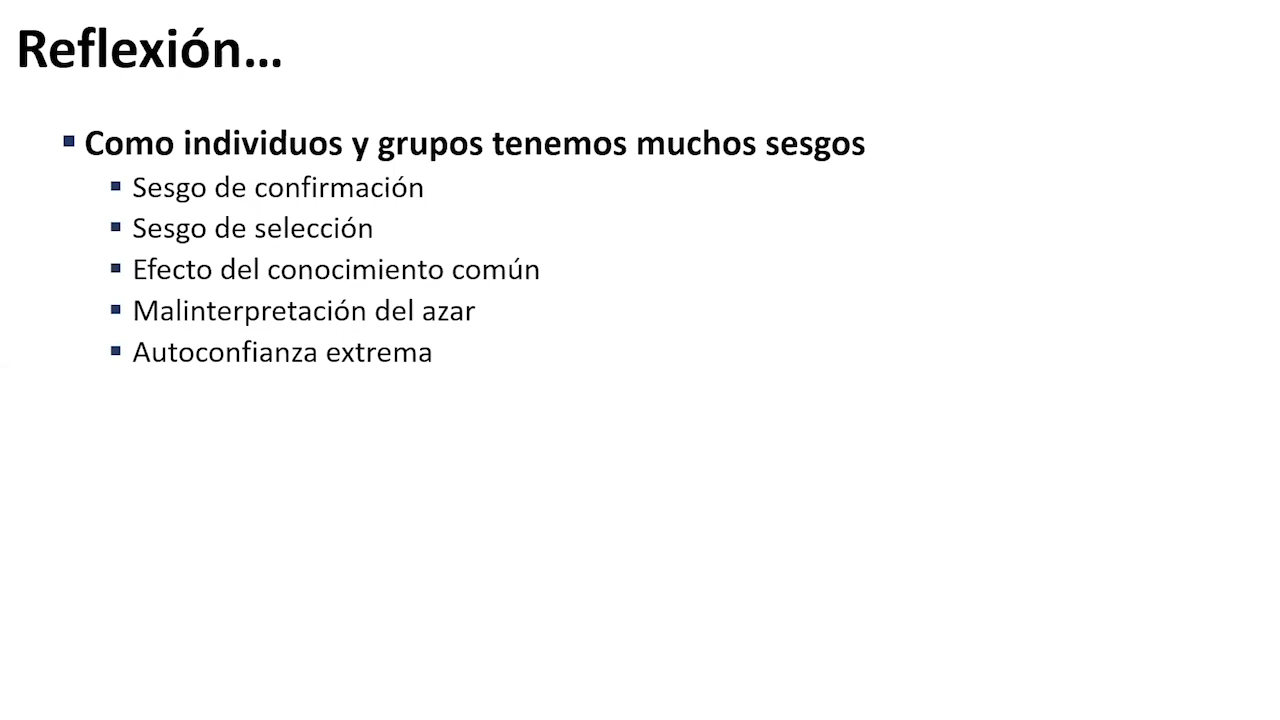 Reflexión...
▪ Como individuos y grupos tenemos muchos sesgos
▪ Sesgo de confirmación
▪ Sesgo de selección
▪ Efecto del conocimiento común
▪ Malinterpretación del azar
▪ Autoconfianza extrema